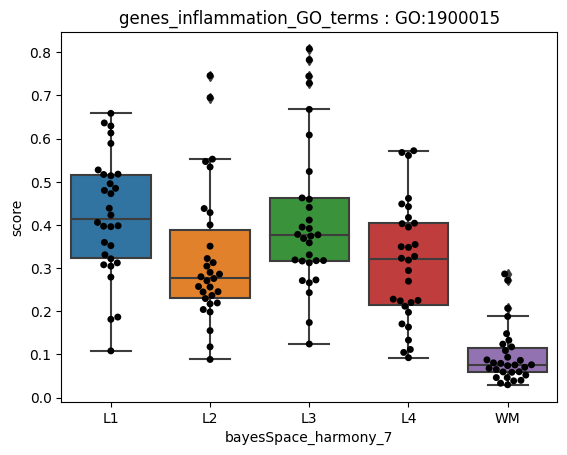 genes_inflammation_GO_terms : GO:1900015
score
0.8
0.7
0.6
0.5
0.4
0.3
0.2
0.1
0.0
L1 L2 L3 L4 WM
bayesSpace_harmony_7